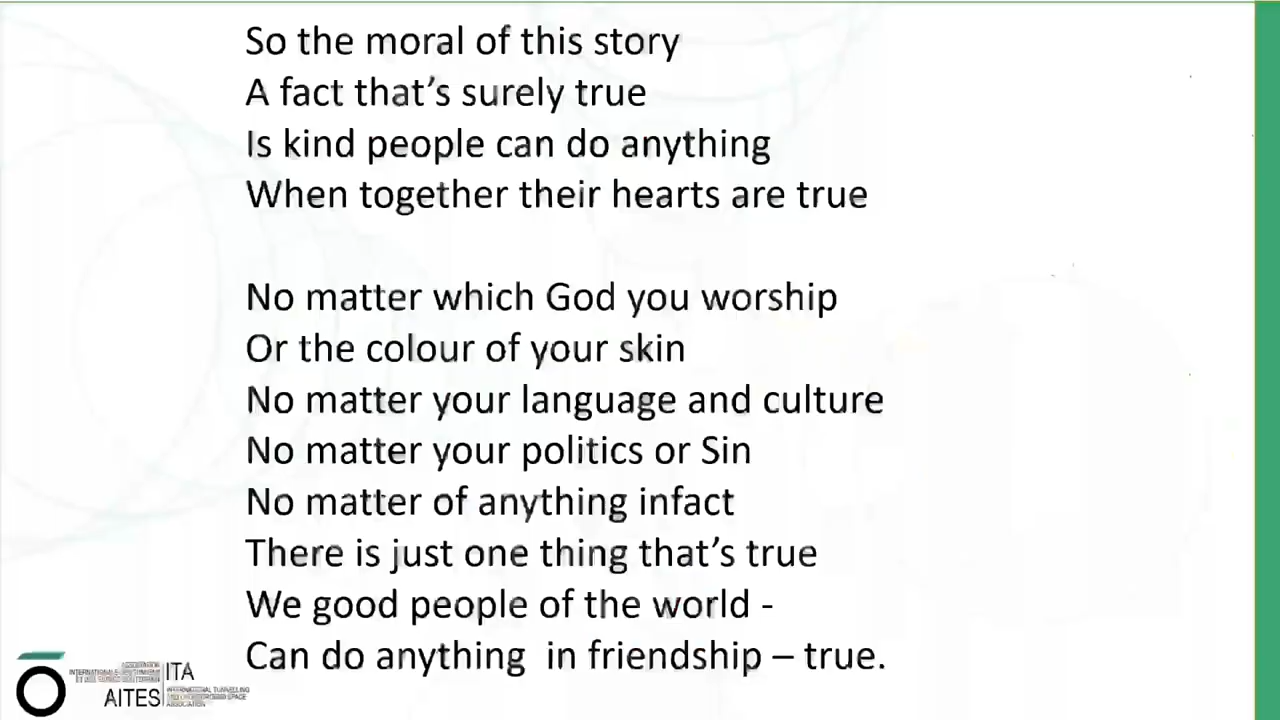 So the moral of this story
A fact that’s surely true
Is kind people can do anything
When together their hearts are true
No matter which God you worship
Or the colour of your skin
No matter your language and culture
No matter your politics or Sin
No matter of anything infact
There is just one thing that’s true
We good people of the world -
Can do anything  in friendship – true.
ITA
AITES